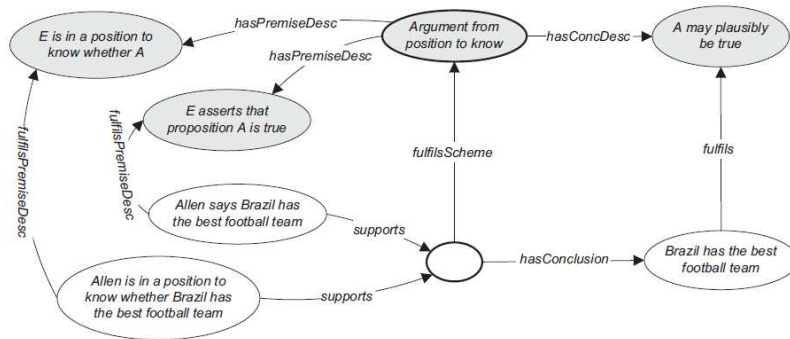 E is in a position to
know whether A
hasPremiseDesc
Argument from
position to know
hasConcDesc
A may plausibly
be true
hasPremiseDesc
E asserts that
proposition A is true
fulfilsPremiseDesc
fulfilsPremiseDesc
fulfilsScheme
fulfils
Allen says Brazil has
the best football team
supports
hasConclusion
Brazil has the best
football team
Allen is in a position to
know whether Brazil has
the best football team
supports